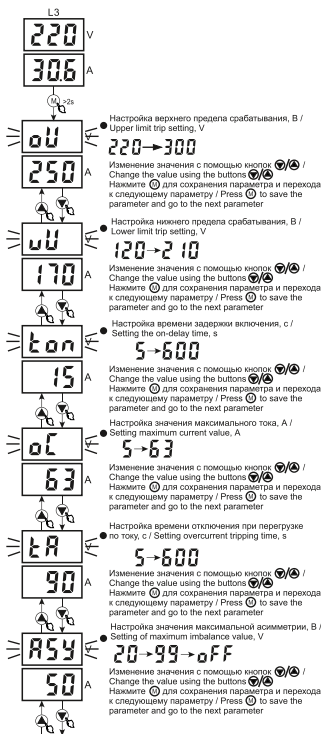 L3
220 V
30.6 A
M >2s
Настройка верхнего предела срабатывания, В /
Upper limit trip setting, V
oU V
220→300
250 A
Изменение значения с помощью кнопок /
Change the value using the buttons /
Нажмите M для сохранения параметра и перехода
к следующему параметру / Press M to save the
parameter and go to the next parameter
Настройка нижнего предела срабатывания, В /
Lower limit trip setting, V
uU V
120→210
170 A
Изменение значения с помощью кнопок /
Change the value using the buttons /
Нажмите M для сохранения параметра и перехода
к следующему параметру / Press M to save the
parameter and go to the next parameter
Настройка времени задержки включения, с /
Setting the on-delay time, s
ton V
5→600
15 A
Изменение значения с помощью кнопок /
Change the value using the buttons /
Нажмите M для сохранения параметра и перехода
к следующему параметру / Press M to save the
parameter and go to the next parameter
Настройка значения максимального тока, А /
Setting maximum current value, A
oC V
5→63
63 A
Изменение значения с помощью кнопок /
Change the value using the buttons /
Нажмите M для сохранения параметра и перехода
к следующему параметру / Press M to save the
parameter and go to the next parameter
Настройка времени отключения при перегрузке
по току, с / Setting overcurrent tripping time, s
tA V
5→600
90 A
Изменение значения с помощью кнопок /
Change the value using the buttons /
Нажмите M для сохранения параметра и перехода
к следующему параметру / Press M to save the
parameter and go to the next parameter
Настройка значения максимальной асимметрии, В /
Setting of maximum imbalance value, V
ASY V
20→99→oFF
50 A
Изменение значения с помощью кнопок /
Change the value using the buttons /
Нажмите M для сохранения параметра и перехода
к следующему параметру / Press M to save the
parameter and go to the next parameter